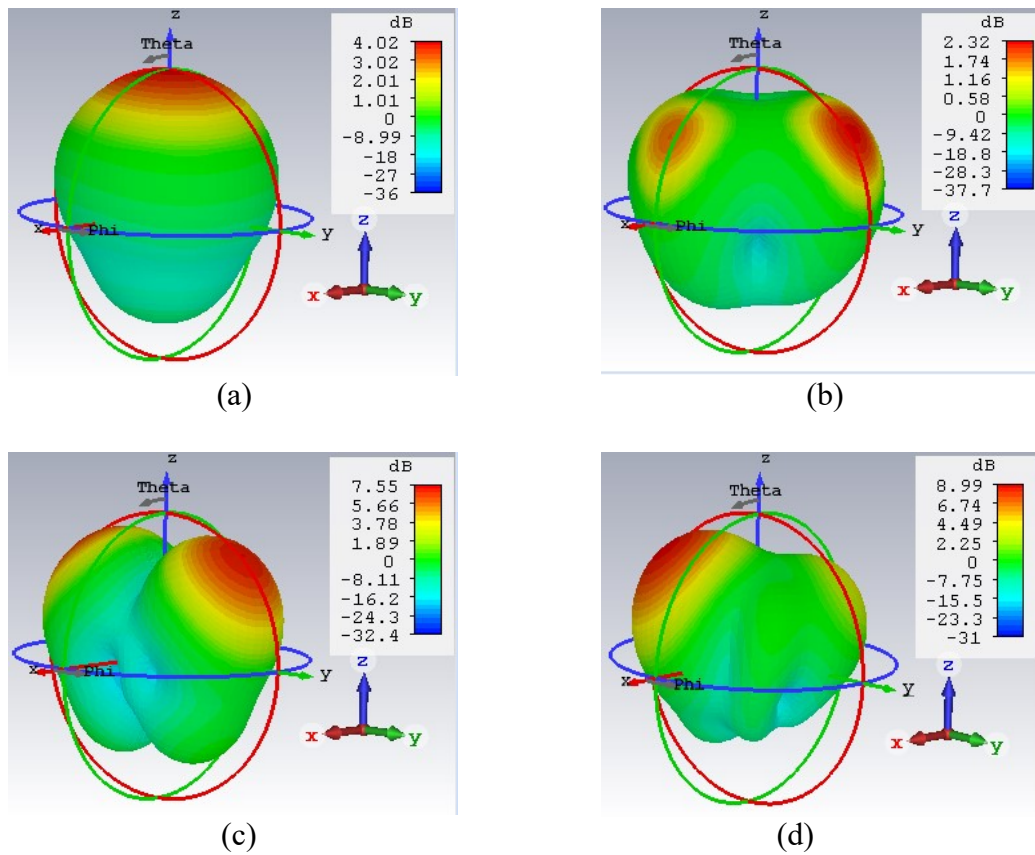 z
Theta
x
Phi
y
z
x
y
dB
4.02
3.02
2.01
1.01
0
-8.99
-18
-27
-36
(a)
z
Theta
x
Phi
y
z
x
y
dB
2.32
1.74
1.16
0.58
0
-9.42
-18.8
-28.3
-37.7
(b)
z
Theta
x
Phi
y
z
x
y
dB
7.55
5.66
3.78
1.89
0
-8.11
-16.2
-24.3
-32.4
(c)
z
Theta
x
Phi
y
z
x
y
dB
8.99
6.74
4.49
2.25
0
-7.75
-15.5
-23.3
-31
(d)